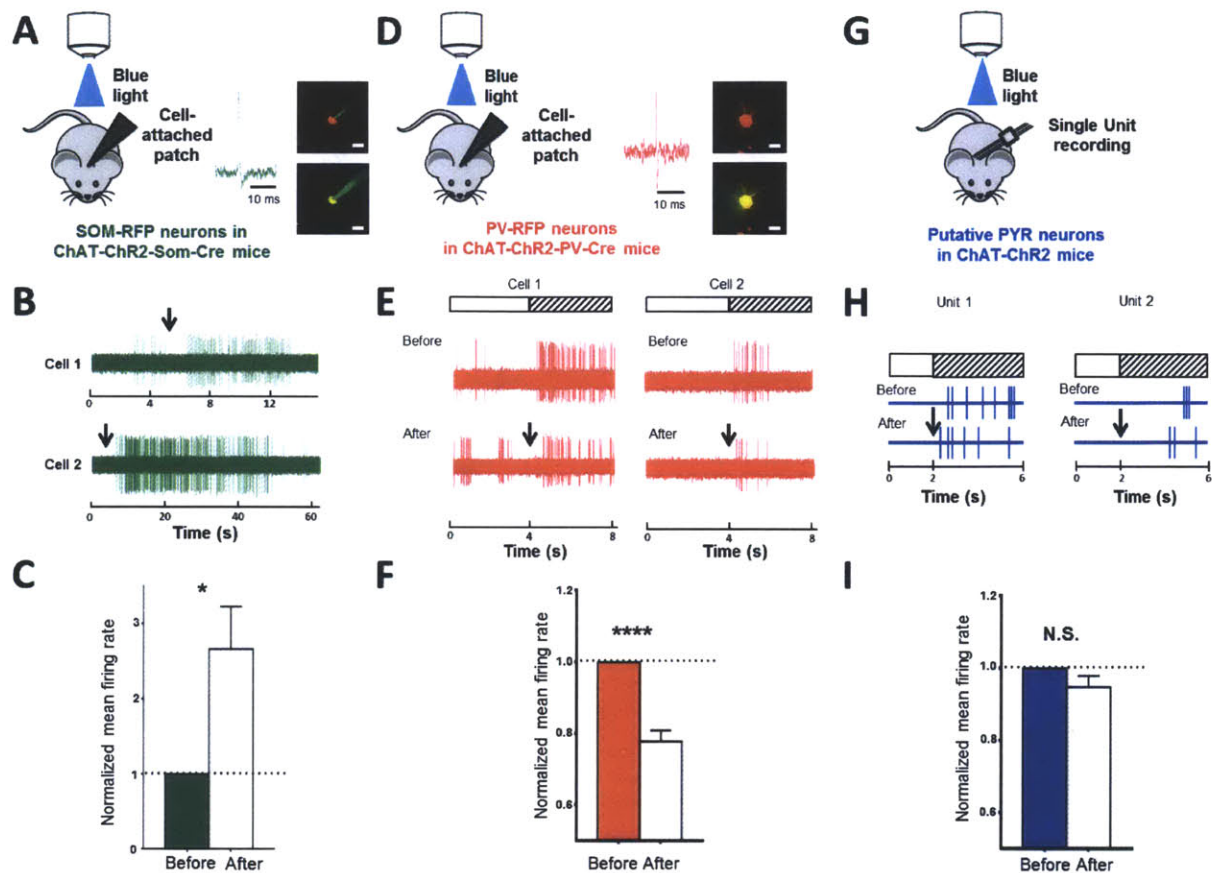 A
Blue
light
Cell-
attached
patch
10 ms
SOM-RFP neurons in
ChAT-ChR2-Som-Cre mice
D
Blue
light
Cell-
attached
patch
10 ms
PV-RFP neurons
in ChAT-ChR2-PV-Cre mice
G
Blue
light
Single Unit
recording
Putative PYR neurons
in ChAT-ChR2 mice
B
Cell 1
0 4 8 12
Cell 2
0 20 40 60
Time (s)
E
Cell 1 Cell 2
Before Before
After After
0 4 8 0 4 8
Time (s) Time (s)
H
Unit 1 Unit 2
Before Before
After After
0 2 6 0 2 6
Time (s) Time (s)
C
Normalized mean firing rate
3
2
1
0
*
Before After
F
Normalized mean firing rate
1.2
1.0
0.8
0.6
****
Before After
I
Normalized mean firing rate
1.2
1.0
0.8
0.6
N.S.
Before After